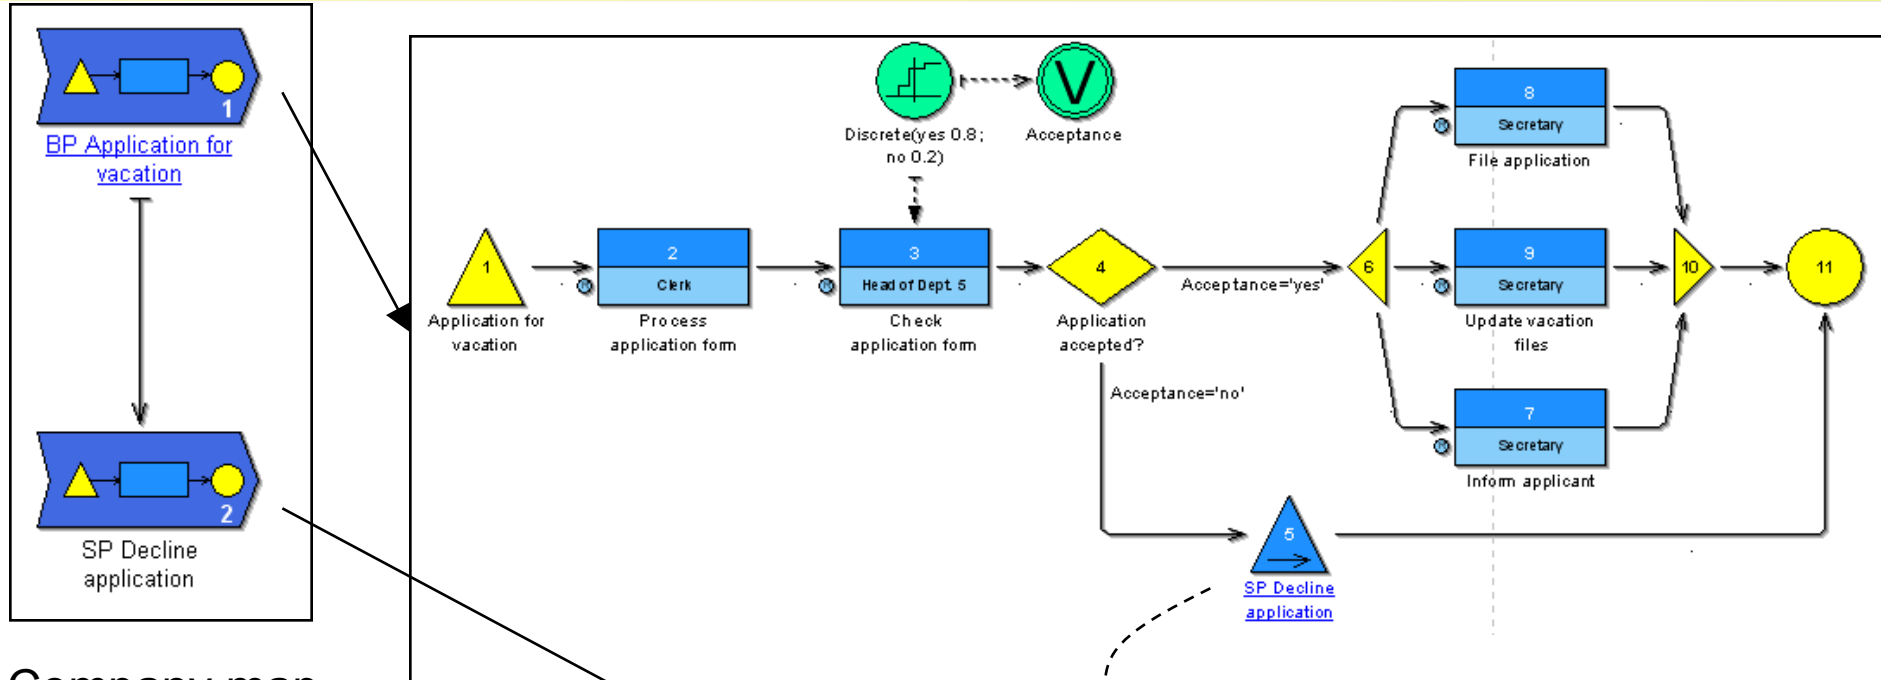 1
BP Application for
vacation
2
SP Decline
application
Company map
Discrete(yes 0.8;
no 0.2)
V
Acceptance
1
Application for
vacation
2
Clerk
Process
application form
3
Head of Dept. 5
Check
application form
4
Application
accepted?
Acceptance='yes'
Acceptance='no'
5
SP Decline
application
6
8
Secretary
File application
9
Secretary
Update vacation
files
7
Secretary
Inform applicant
10
11